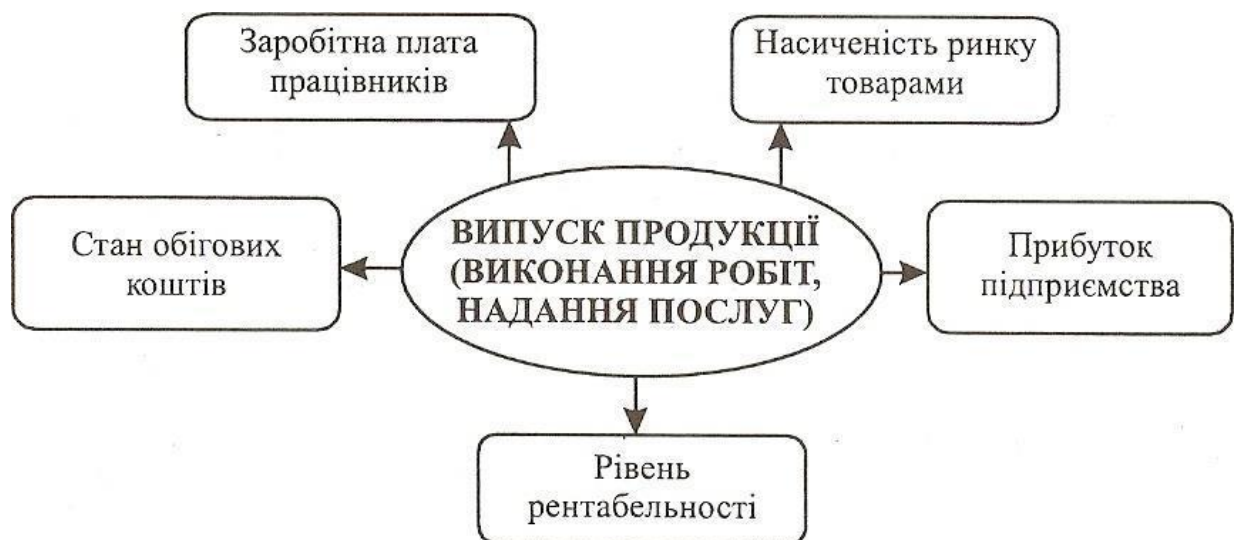 Заробітна плата
працівників
Насиченість ринку
товарами
Стан обігових
коштів
ВИПУСК ПРОДУКЦІЇ
(ВИКОНАННЯ РОБІТ,
НАДАННЯ ПОСЛУГ)
Прибуток
підприємства
Рівень
рентабельності